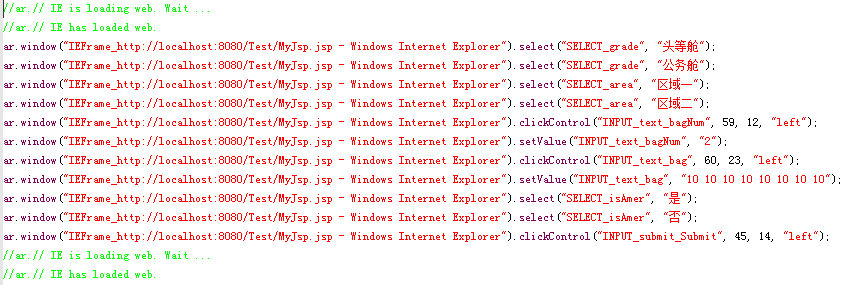 //ar.// IE is loading web. Wait ...
//ar.// IE has loaded web.
ar.window("IEFrame_http://localhost:8080/Test/MyJsp.jsp - Windows Internet Explorer").select("SELECT_grade", "头等舱");
ar.window("IEFrame_http://localhost:8080/Test/MyJsp.jsp - Windows Internet Explorer").select("SELECT_grade", "公务舱");
ar.window("IEFrame_http://localhost:8080/Test/MyJsp.jsp - Windows Internet Explorer").select("SELECT_area", "区域一");
ar.window("IEFrame_http://localhost:8080/Test/MyJsp.jsp - Windows Internet Explorer").select("SELECT_area", "区域二");
ar.window("IEFrame_http://localhost:8080/Test/MyJsp.jsp - Windows Internet Explorer").clickControl("INPUT_text_bagNum", 59, 12, "left");
ar.window("IEFrame_http://localhost:8080/Test/MyJsp.jsp - Windows Internet Explorer").setValue("INPUT_text_bagNum", "2");
ar.window("IEFrame_http://localhost:8080/Test/MyJsp.jsp - Windows Internet Explorer").clickControl("INPUT_text_bag", 60, 23, "left");
ar.window("IEFrame_http://localhost:8080/Test/MyJsp.jsp - Windows Internet Explorer").setValue("INPUT_text_bag", "10 10 10 10 10 10 10 10");
ar.window("IEFrame_http://localhost:8080/Test/MyJsp.jsp - Windows Internet Explorer").select("SELECT_isAmer", "是");
ar.window("IEFrame_http://localhost:8080/Test/MyJsp.jsp - Windows Internet Explorer").select("SELECT_isAmer", "否");
ar.window("IEFrame_http://localhost:8080/Test/MyJsp.jsp - Windows Internet Explorer").clickControl("INPUT_submit_Submit", 45, 14, "left");
//ar.// IE is loading web. Wait ...
//ar.// IE has loaded web.